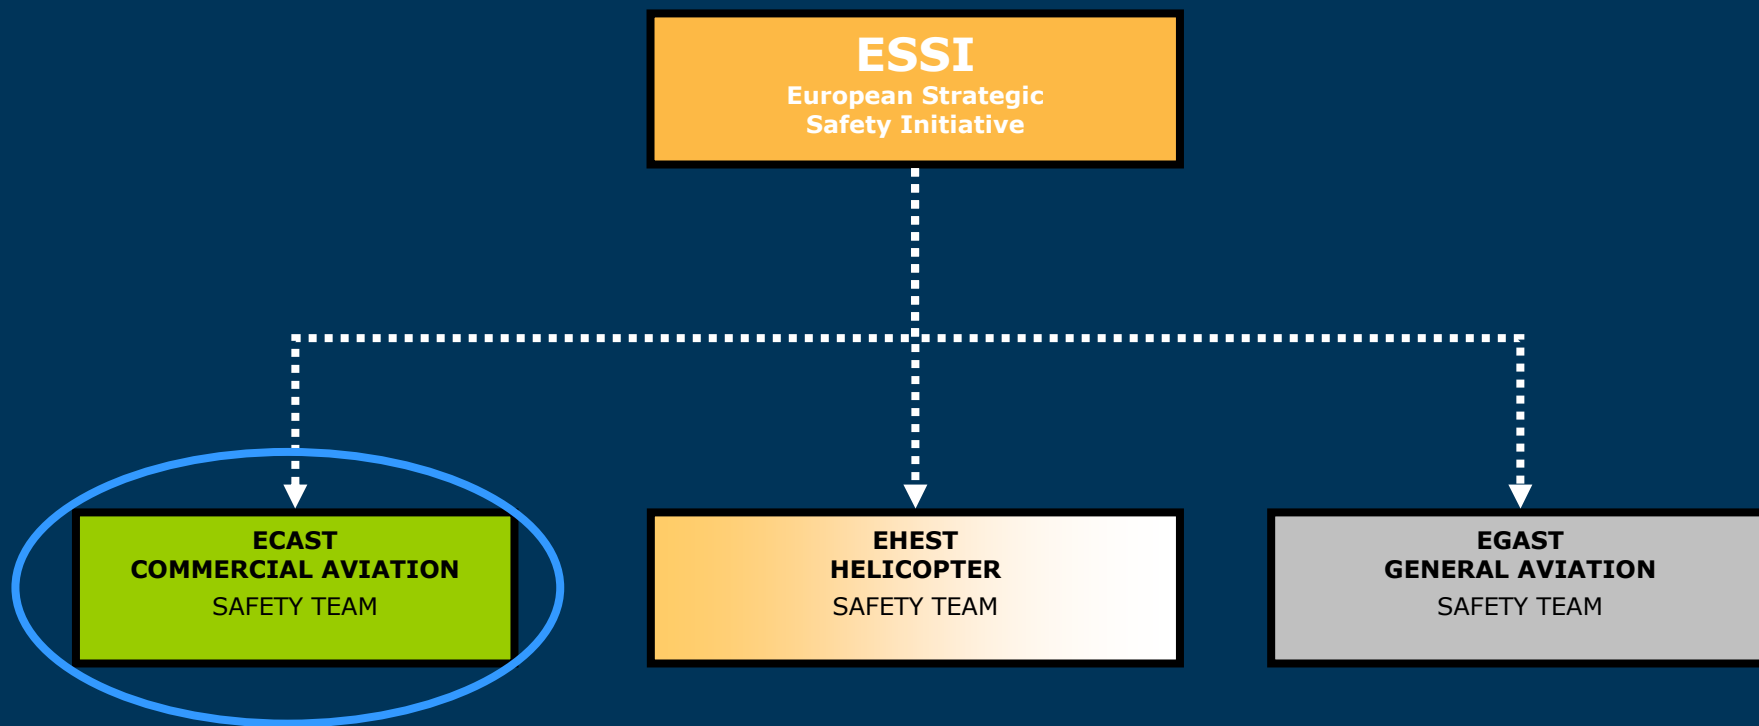 ESSI
European Strategic
Safety Initiative
ECAST
COMMERCIAL AVIATION
SAFETY TEAM
EHEST
HELICOPTER
SAFETY TEAM
EGAST
GENERAL AVIATION
SAFETY TEAM